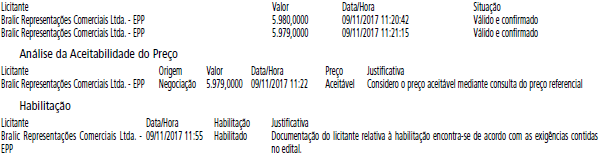 Licitante Valor Data/Hora Situação
Bralic Representações Comerciais Ltda. - EPP 5.980,0000 09/11/2017 11:20:42 Válido e confirmado
Bralic Representações Comerciais Ltda. - EPP 5.979,0000 09/11/2017 11:21:15 Válido e confirmado
Análise da Aceitabilidade do Preço
Licitante Origem Valor Data/Hora Preço Justificativa
Bralic Representações Comerciais Ltda. - EPP Negociação 5.979,0000 09/11/2017 11:22 Aceitável Considero o preço aceitável mediante consulta do preço referencial
Habilitação
Licitante Data/Hora Habilitação Justificativa
Bralic Representações Comerciais Ltda. - 09/11/2017 11:55 Habilitado Documentação do licitante relativa à habilitação encontra-se de acordo com as exigências contidas
EPP no edital.